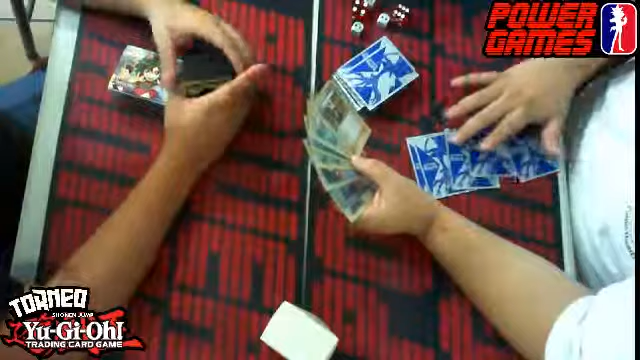 POWER
GAMES
TORNEO
SHONEN JUMP
Yu-Gi-Oh!
TRADING CARD GAME